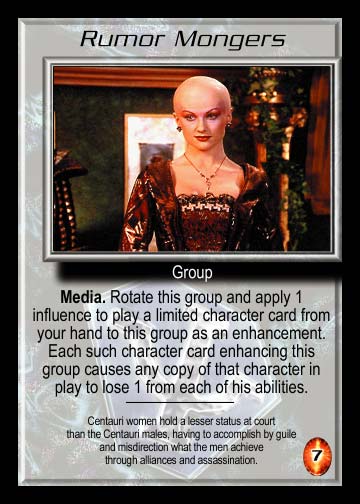 Rumor Mongers
Group
Media. Rotate this group and apply 1
influence to play a limited character card from
your hand to this group as an enhancement.
Each such character card enhancing this
group causes any copy of that character in
play to lose 1 from each of his abilities.
Centauri women hold a lesser status at court
than the Centauri males, having to accomplish by guile
and misdirection what the men achieve
through alliances and assassination.
7